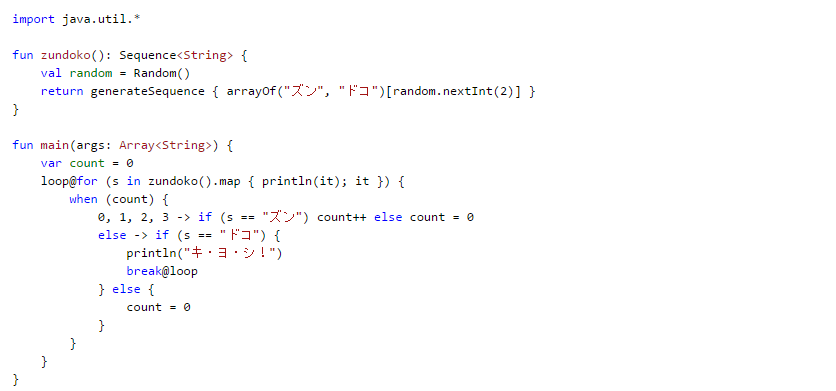 import java.util.*

fun zundoko(): Sequence<String> {
    val random = Random()
    return generateSequence { arrayOf("ズン", "ドコ")[random.nextInt(2)] }
}

fun main(args: Array<String>) {
    var count = 0
    loop@for (s in zundoko().map { println(it); it }) {
        when (count) {
            0, 1, 2, 3 -> if (s == "ズン") count++ else count = 0
            else -> if (s == "ドコ") {
                println("キ・ヨ・シ！")
                break@loop
            } else {
                count = 0
            }
        }
    }
}